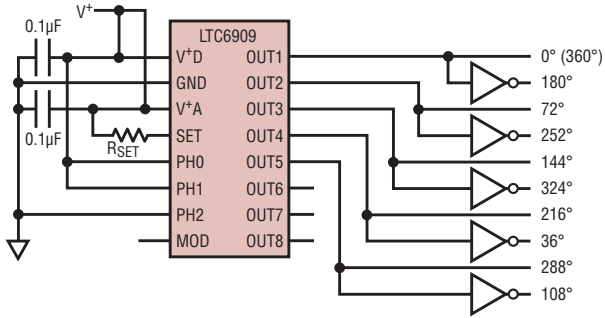 V+
0.1µF
LTC6909
V+D OUT1 0° (360°)
GND OUT2 180°
V+A OUT3 72°
0.1µF
SET OUT4 252°
RSET
PH0 OUT5 144°
PH1 OUT6 324°
PH2 OUT7 216°
MOD OUT8 36°
288°
108°